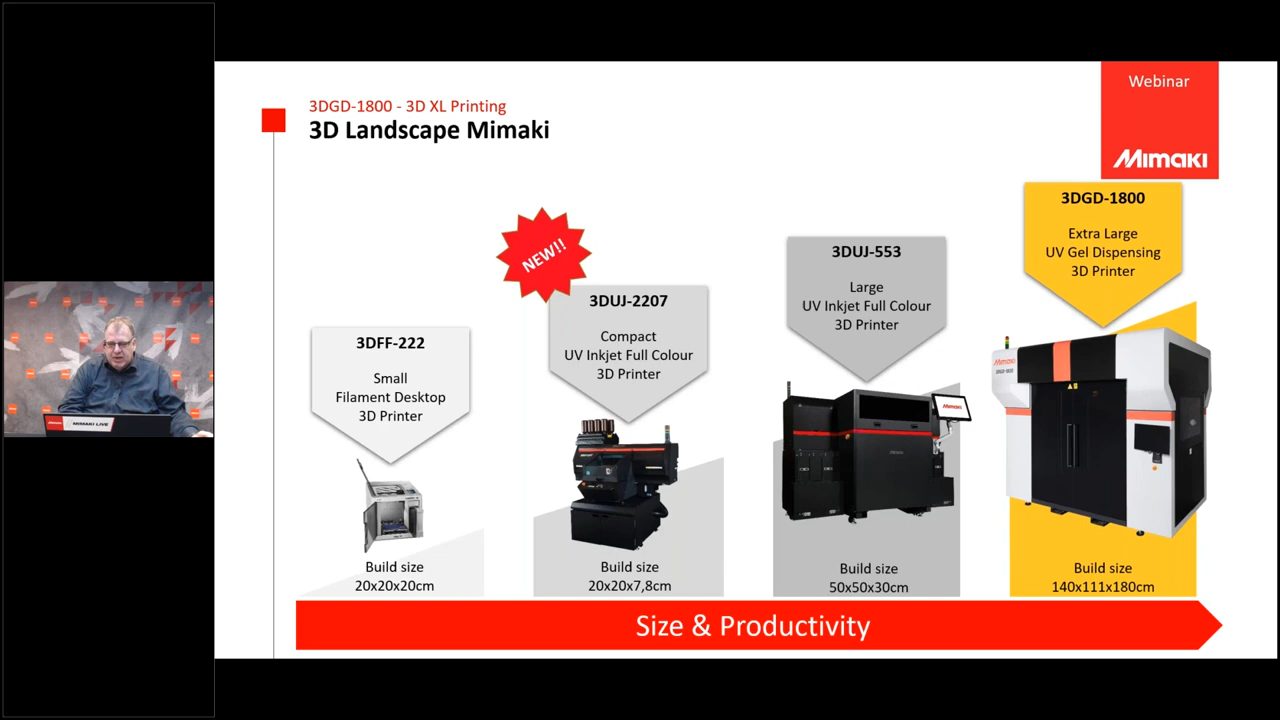 3DGD-1800 - 3D XL Printing
3D Landscape Mimaki
Webinar
Mimaki
NEW!!
3DFF-222
Small
Filament Desktop
3D Printer
3DUJ-2207
Compact
UV Inkjet Full Colour
3D Printer
3DUJ-553
Large
UV Inkjet Full Colour
3D Printer
3DGD-1800
Extra Large
UV Gel Dispensing
3D Printer
Mimaki
Mimaki
MIMAKI LIVE
Build size
20x20x20cm
Build size
20x20x7,8cm
Build size
50x50x30cm
Build size
140x111x180cm
Size & Productivity